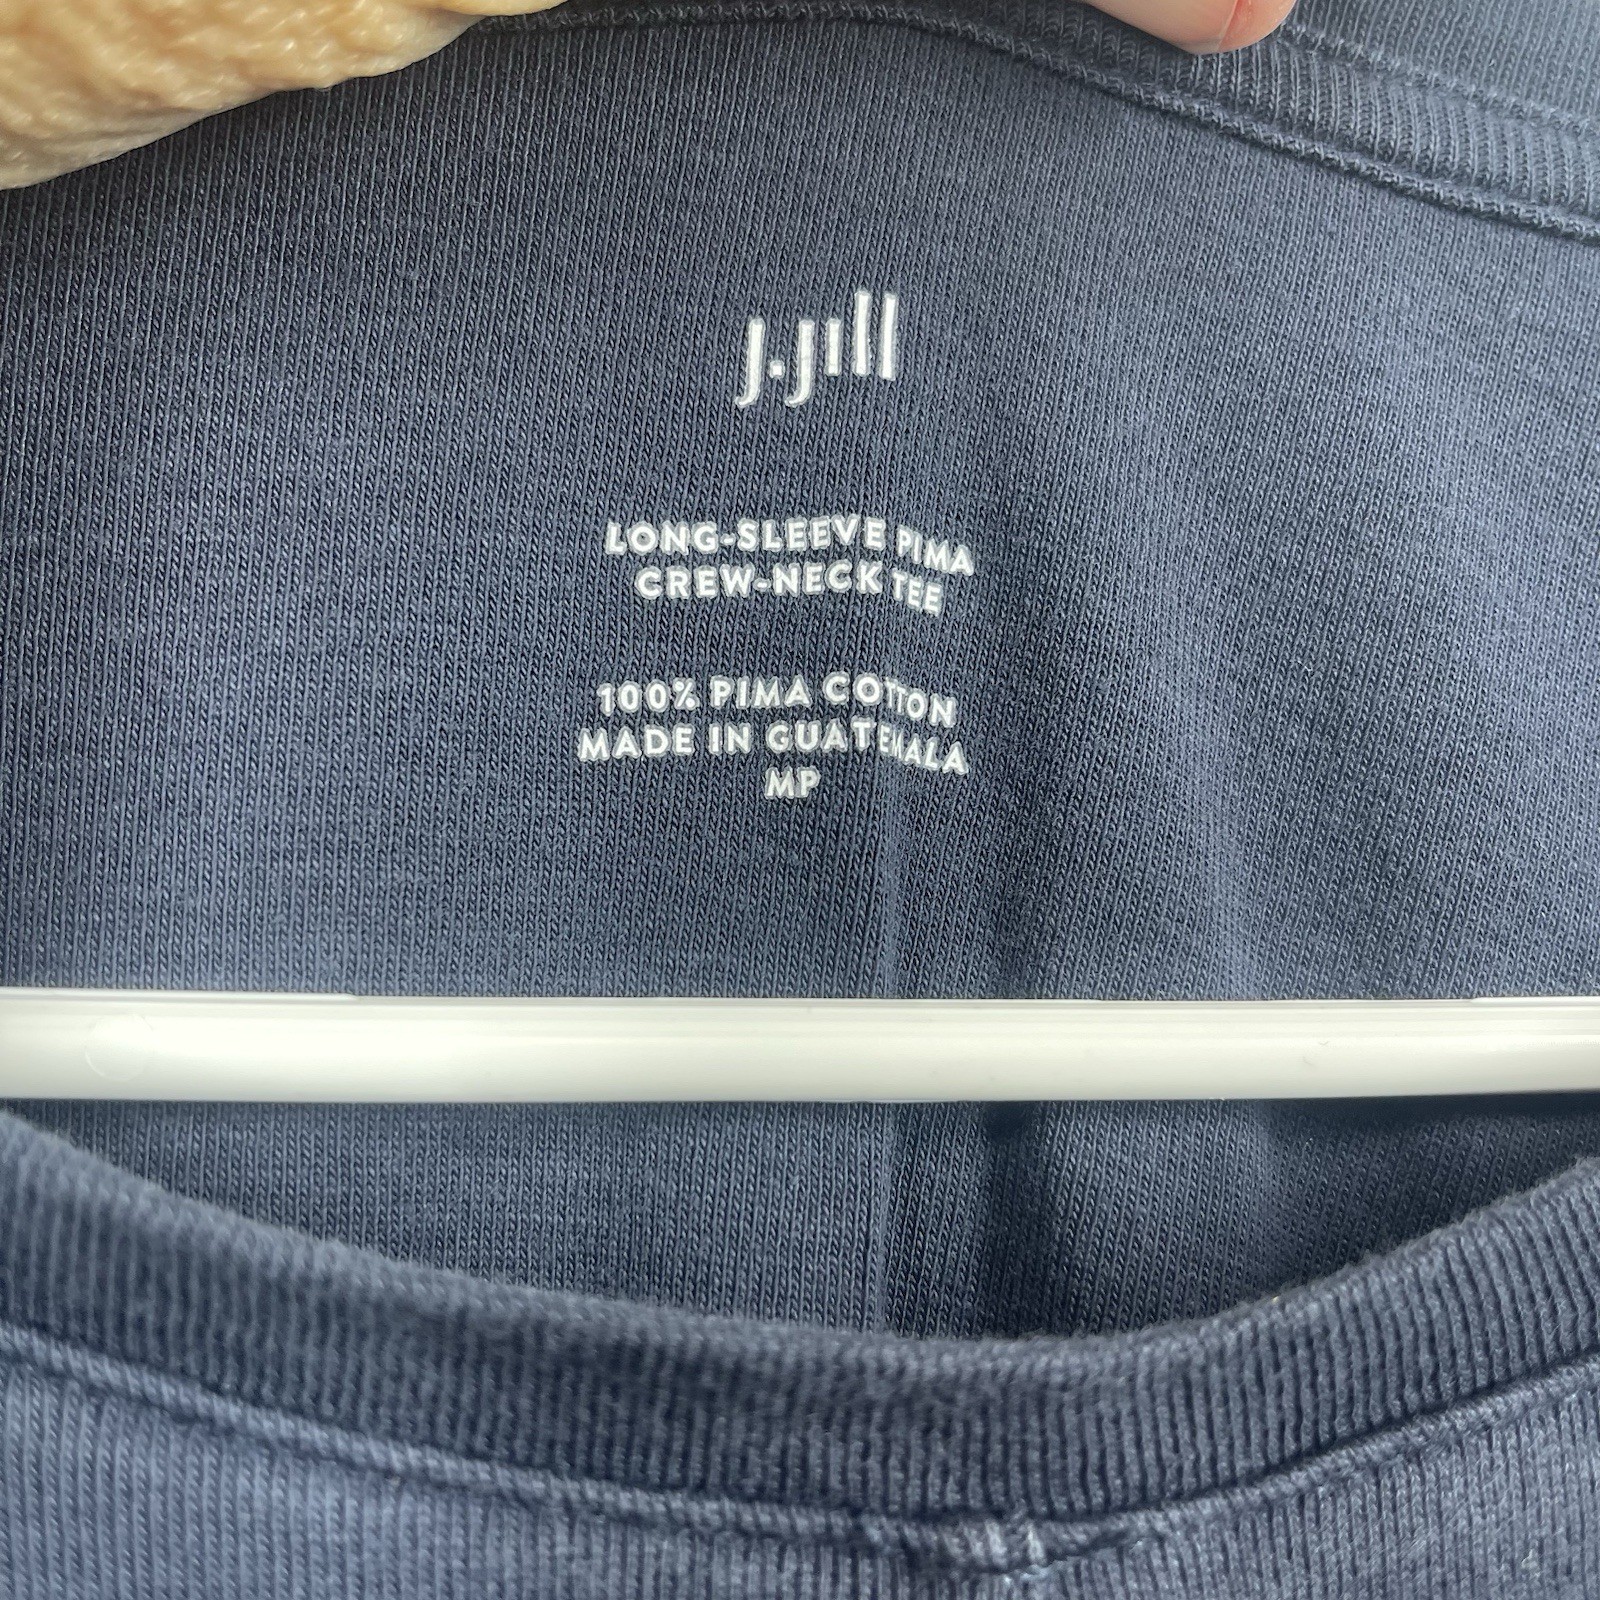 J.Jill
LONG-SLEEVE PIMA
CREW-NECK TEE
100% PIMA COTTON
MADE IN GUATEMALA
MP